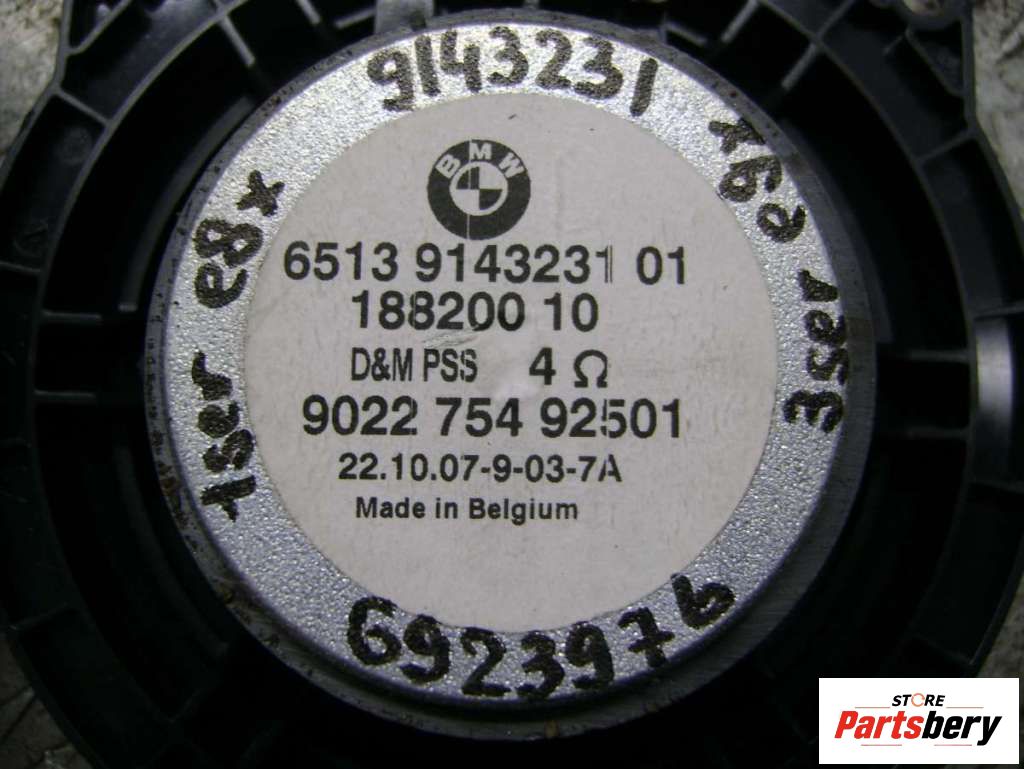 9143231
BMW
6513 9143231 01
188200 10
D&M PSS 4 Ω
9022 754 92501
22.10.07-9-03-7A
Made in Belgium
1ser e8x
3ser e9x
692397b
STORE
Partsbery